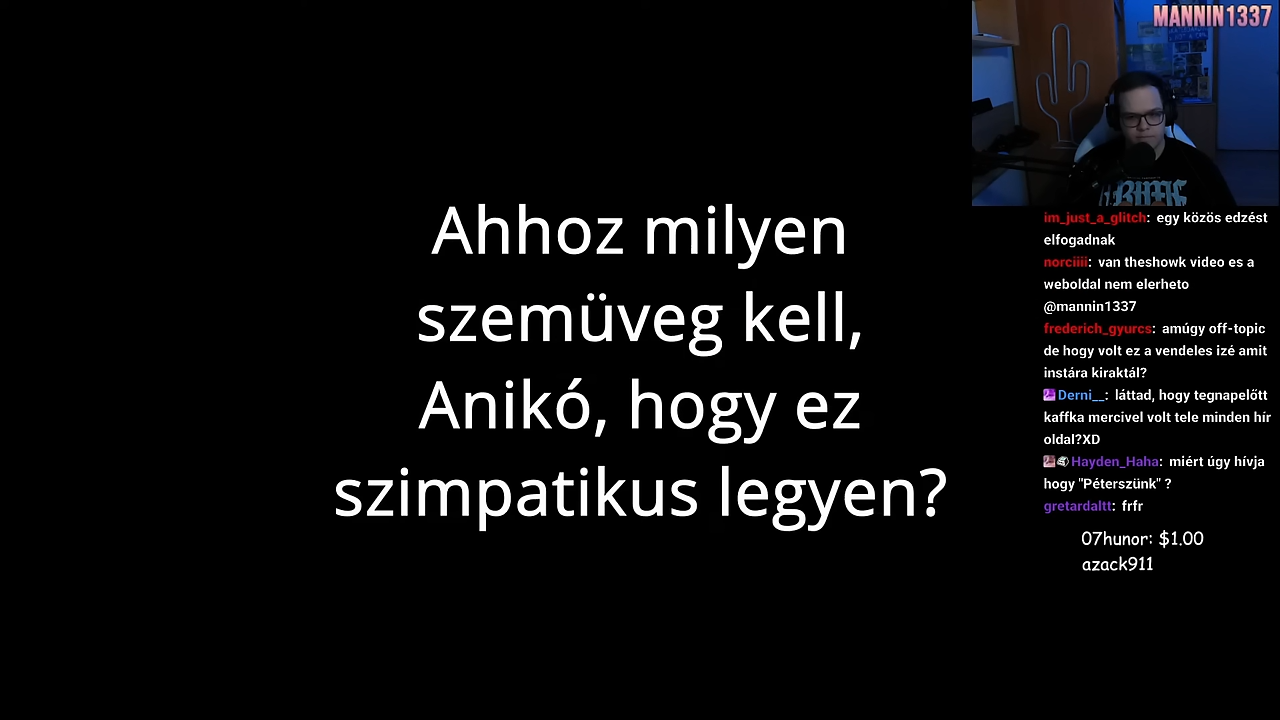 MANNIN1337
Ahhoz milyen
szemüveg kell,
Anikó, hogy ez
szimpatikus legyen?
im_just_a_glitch: egy közös edzést
elfogadnak
norciiii: van theshowk video es a
weboldal nem elerheto
@mannin1337
frederich_gyurcs: amúgy off-topic
de hogy volt ez a vendeles izé amit
instára kiraktál?
Derni__: láttad, hogy tegnapelőtt
kaffka mercivel volt tele minden hír
oldal?XD
Hayden_Haha: miért úgy hívja
hogy "Péterszünk" ?
gretardaltt: frfr
07hunor: $1.00
azack911